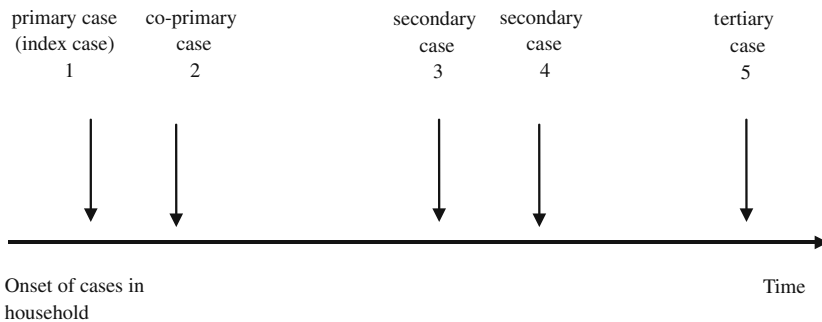 primary case
(index case)
1
co-primary
case
2
secondary
case
3
secondary
case
4
tertiary
case
5
Onset of cases in
household
Time